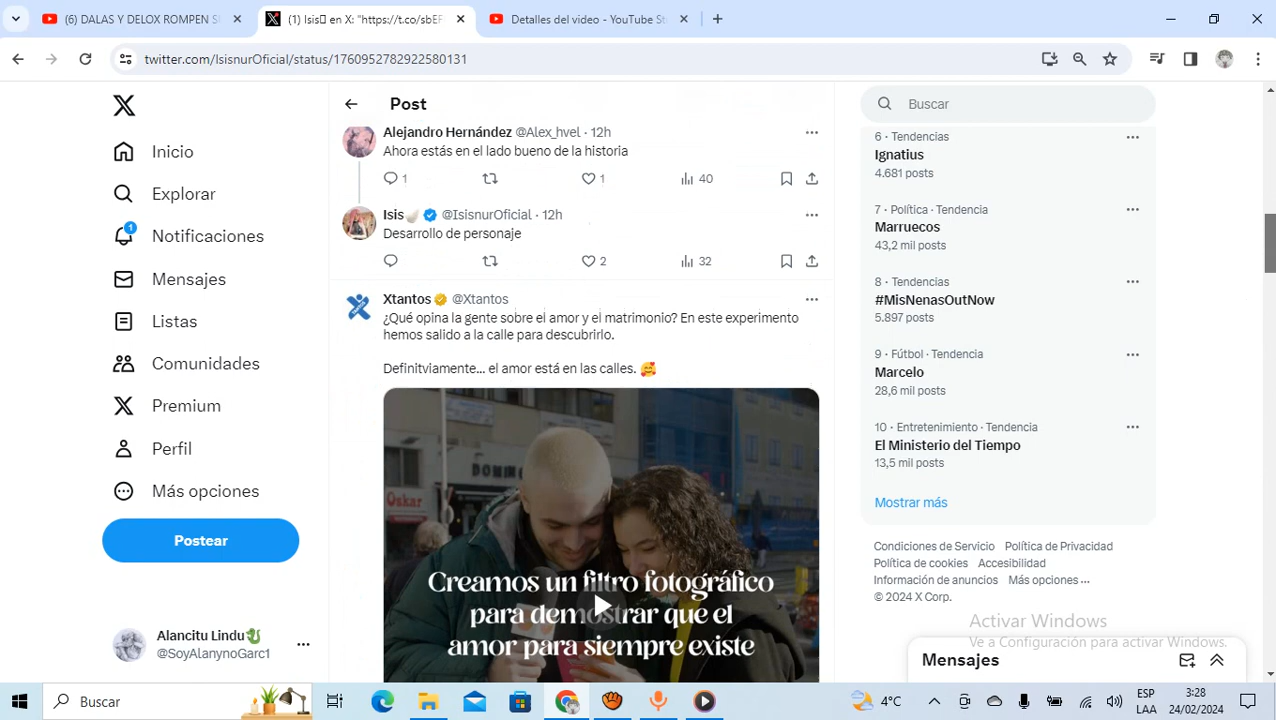 (6) DALAS Y DELOX ROMPEN S
(1) Isis en X: "https://t.co/sbEF
Detalles del video - YouTube St
twitter.com/IsisnurOficial/status/1760952782922580131
Inicio
Explorar
1
Notificaciones
Mensajes
Listas
Comunidades
Premium
Perfil
Más opciones
Postear
Alancitu Lindu
@SoyAlanynoGarc1
Post
Alejandro Hernández @Alex_hvel · 12h
Ahora estás en el lado bueno de la historia
1 1 40
Isis @IsisnurOficial · 12h
Desarrollo de personaje
2 32
Xtantos @Xtantos
¿Qué opina la gente sobre el amor y el matrimonio? En este experimento
hemos salido a la calle para descubrirlo.
Definitviamente... el amor está en las calles. 🥰
Oskar
Creamos un filtro fotográfico
para demostrar que el
amor para siempre existe
Buscar
6 · Tendencias
Ignatius
4.681 posts
7 · Política · Tendencia
Marruecos
43,2 mil posts
8 · Tendencias
#MisNenasOutNow
5.897 posts
9 · Fútbol · Tendencia
Marcelo
28,6 mil posts
10 · Entretenimiento · Tendencia
El Ministerio del Tiempo
13,5 mil posts
Mostrar más
Condiciones de Servicio Política de Privacidad
Política de cookies Accesibilidad
Información de anuncios Más opciones ...
© 2024 X Corp.
Activar Windows
Ve a Configuración para activar Windows.
Mensajes
Buscar
4°C
ESP
LAA
3:28
24/02/2024